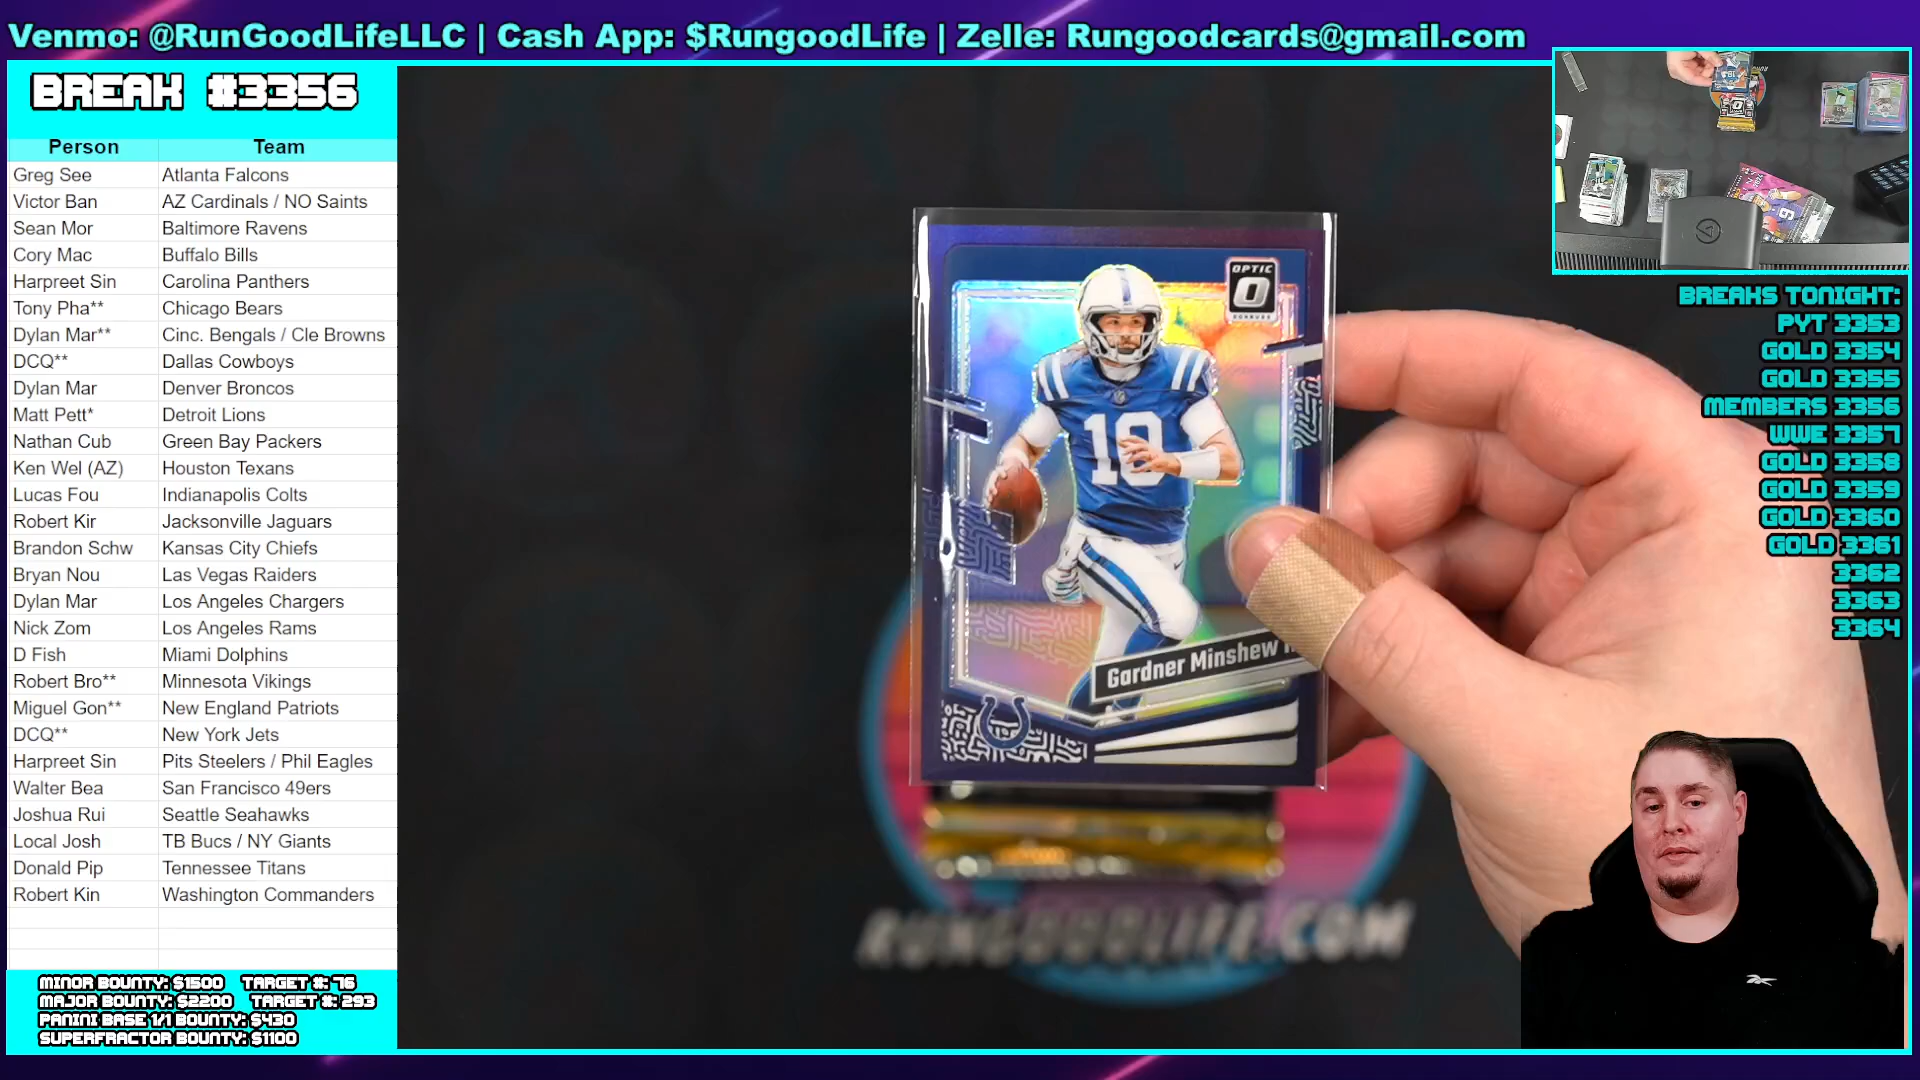 Venmo: @RunGoodLifeLLC | Cash App: $RungoodLife | Zelle: Rungoodcards@gmail.com
BREAK #3356
Person Team
Greg See Atlanta Falcons
Victor Ban AZ Cardinals / NO Saints
Sean Mor Baltimore Ravens
Cory Mac Buffalo Bills
Harpreet Sin Carolina Panthers
Tony Pha** Chicago Bears
Dylan Mar** Cinc. Bengals / Cle Browns
DCQ** Dallas Cowboys
Dylan Mar Denver Broncos
Matt Pett* Detroit Lions
Nathan Cub Green Bay Packers
Ken Wel (AZ) Houston Texans
Lucas Fou Indianapolis Colts
Robert Kir Jacksonville Jaguars
Brandon Schw Kansas City Chiefs
Bryan Nou Las Vegas Raiders
Dylan Mar Los Angeles Chargers
Nick Zom Los Angeles Rams
D Fish Miami Dolphins
Robert Bro** Minnesota Vikings
Miguel Gon** New England Patriots
DCQ** New York Jets
Harpreet Sin Pits Steelers / Phil Eagles
Walter Bea San Francisco 49ers
Joshua Rui Seattle Seahawks
Local Josh TB Bucs / NY Giants
Donald Pip Tennessee Titans
Robert Kin Washington Commanders
MINOR BOUNTY: $1500 TARGET #: 76
MAJOR BOUNTY: $2200 TARGET #: 293
PANINI BASE 1/1 BOUNTY: $430
SUPERFRACTOR BOUNTY: $1100
OPTIC
DONRUSS
10
Gardner Minshew
RUNGOODLIFE.COM
BREAKS TONIGHT:
PYT 3353
GOLD 3354
GOLD 3355
MEMBERS 3356
WWE 3357
GOLD 3358
GOLD 3359
GOLD 3360
GOLD 3361
3362
3363
3364